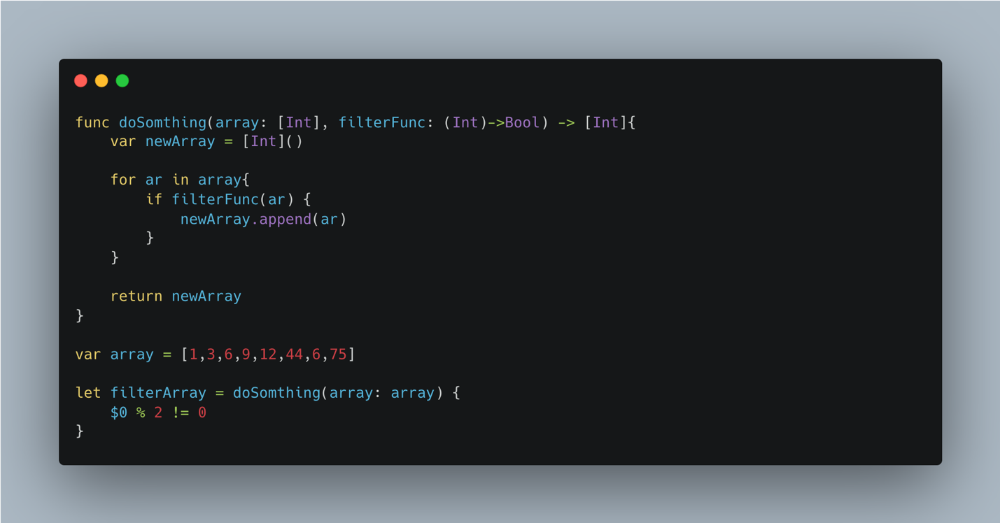 func doSomthing(array: [Int], filterFunc: (Int)->Bool) -> [Int]{
    var newArray = [Int]()
    for ar in array{
        if filterFunc(ar) {
            newArray.append(ar)
        }
    }
    return newArray
}
var array = [1,3,6,9,12,44,6,75]
let filterArray = doSomthing(array: array) {
    $0 % 2 != 0
}